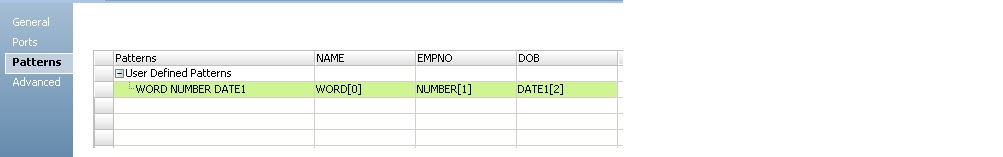 General
Ports
Patterns
Advanced
Patterns NAME EMPNO DOB
User Defined Patterns
WORD NUMBER DATE1 WORD[0] NUMBER[1] DATE1[2]